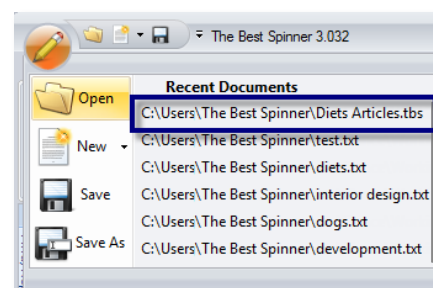 The Best Spinner 3.032
Recent Documents
Open
C:\Users\The Best Spinner\Diets Articles.tbs
New
C:\Users\The Best Spinner\test.txt
C:\Users\The Best Spinner\diets.txt
Save
C:\Users\The Best Spinner\interior design.txt
C:\Users\The Best Spinner\dogs.txt
Save As
C:\Users\The Best Spinner\development.txt